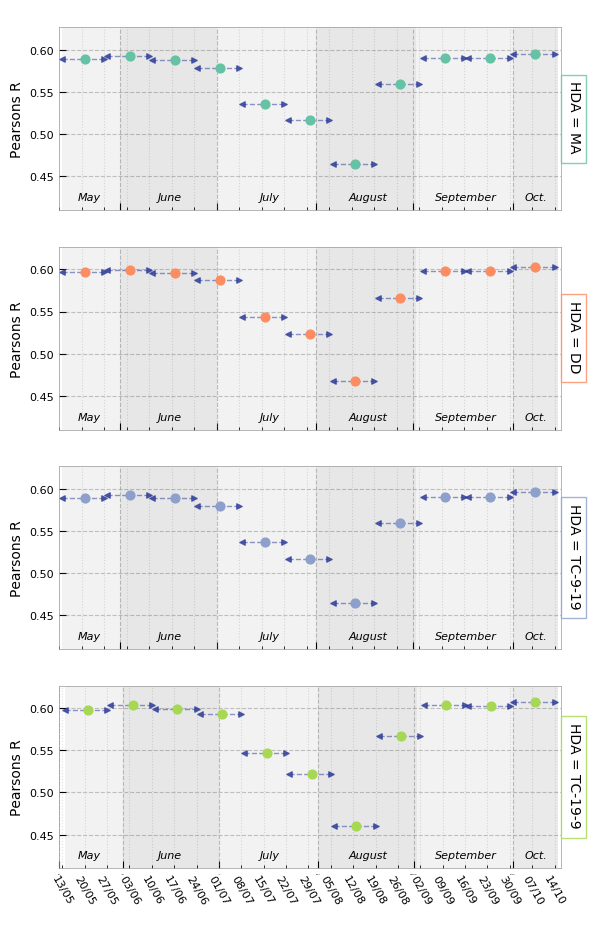 0.60
0.55
0.50
0.45
Pearsons R
May June July August September Oct.
HDA = MA
0.60
0.55
0.50
0.45
Pearsons R
May June July August September Oct.
HDA = DD
0.60
0.55
0.50
0.45
Pearsons R
May June July August September Oct.
HDA = TC-9-19
0.60
0.55
0.50
0.45
Pearsons R
May June July August September Oct.
HDA = TC-19-9
13/05 20/05 27/05 03/06 10/06 17/06 24/06 01/07 08/07 15/07 22/07 29/07 05/08 12/08 19/08 26/08 02/09 09/09 16/09 23/09 30/09 07/10 14/10